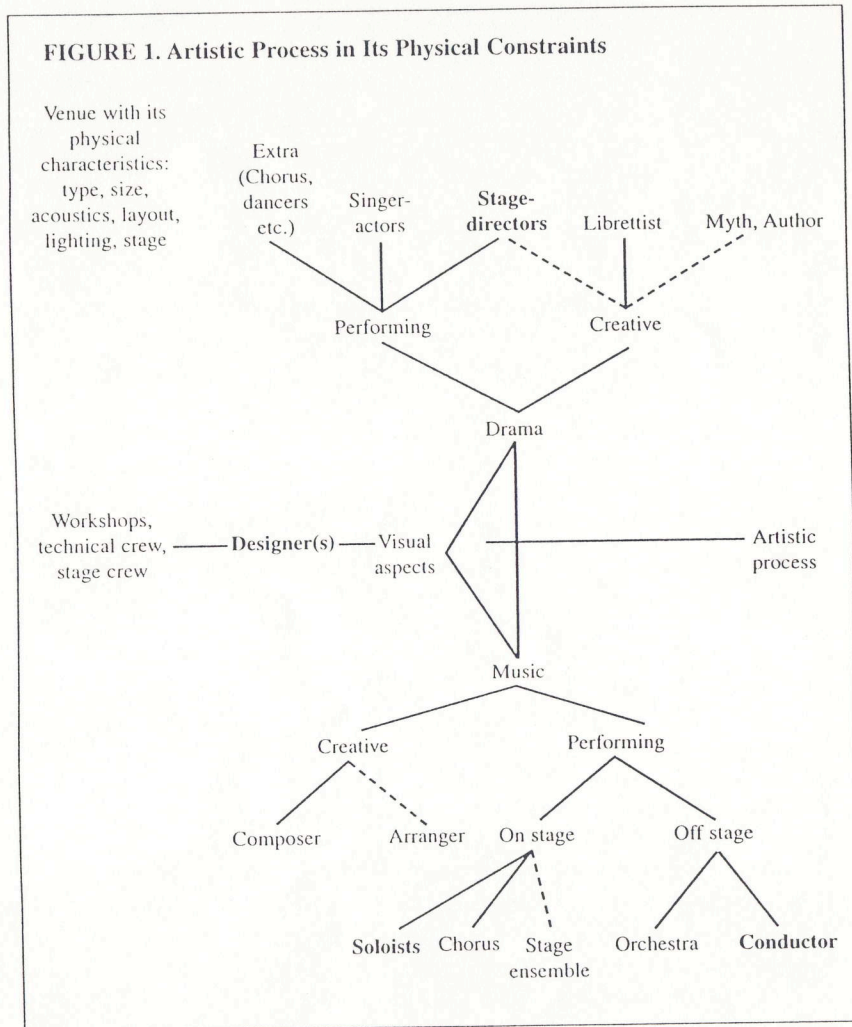 FIGURE 1. Artistic Process in Its Physical Constraints
Venue with its
physical
characteristics:
type, size,
acoustics, layout,
lighting, stage
Extra
(Chorus,
dancers
etc.)
Singer-
actors
Stage-
directors
Librettist
Myth, Author
Performing
Creative
Drama
Workshops,
technical crew,
stage crew
Designer(s)
Visual
aspects
Artistic
process
Music
Creative
Performing
Composer
Arranger
On stage
Off stage
Soloists
Chorus
Stage
ensemble
Orchestra
Conductor